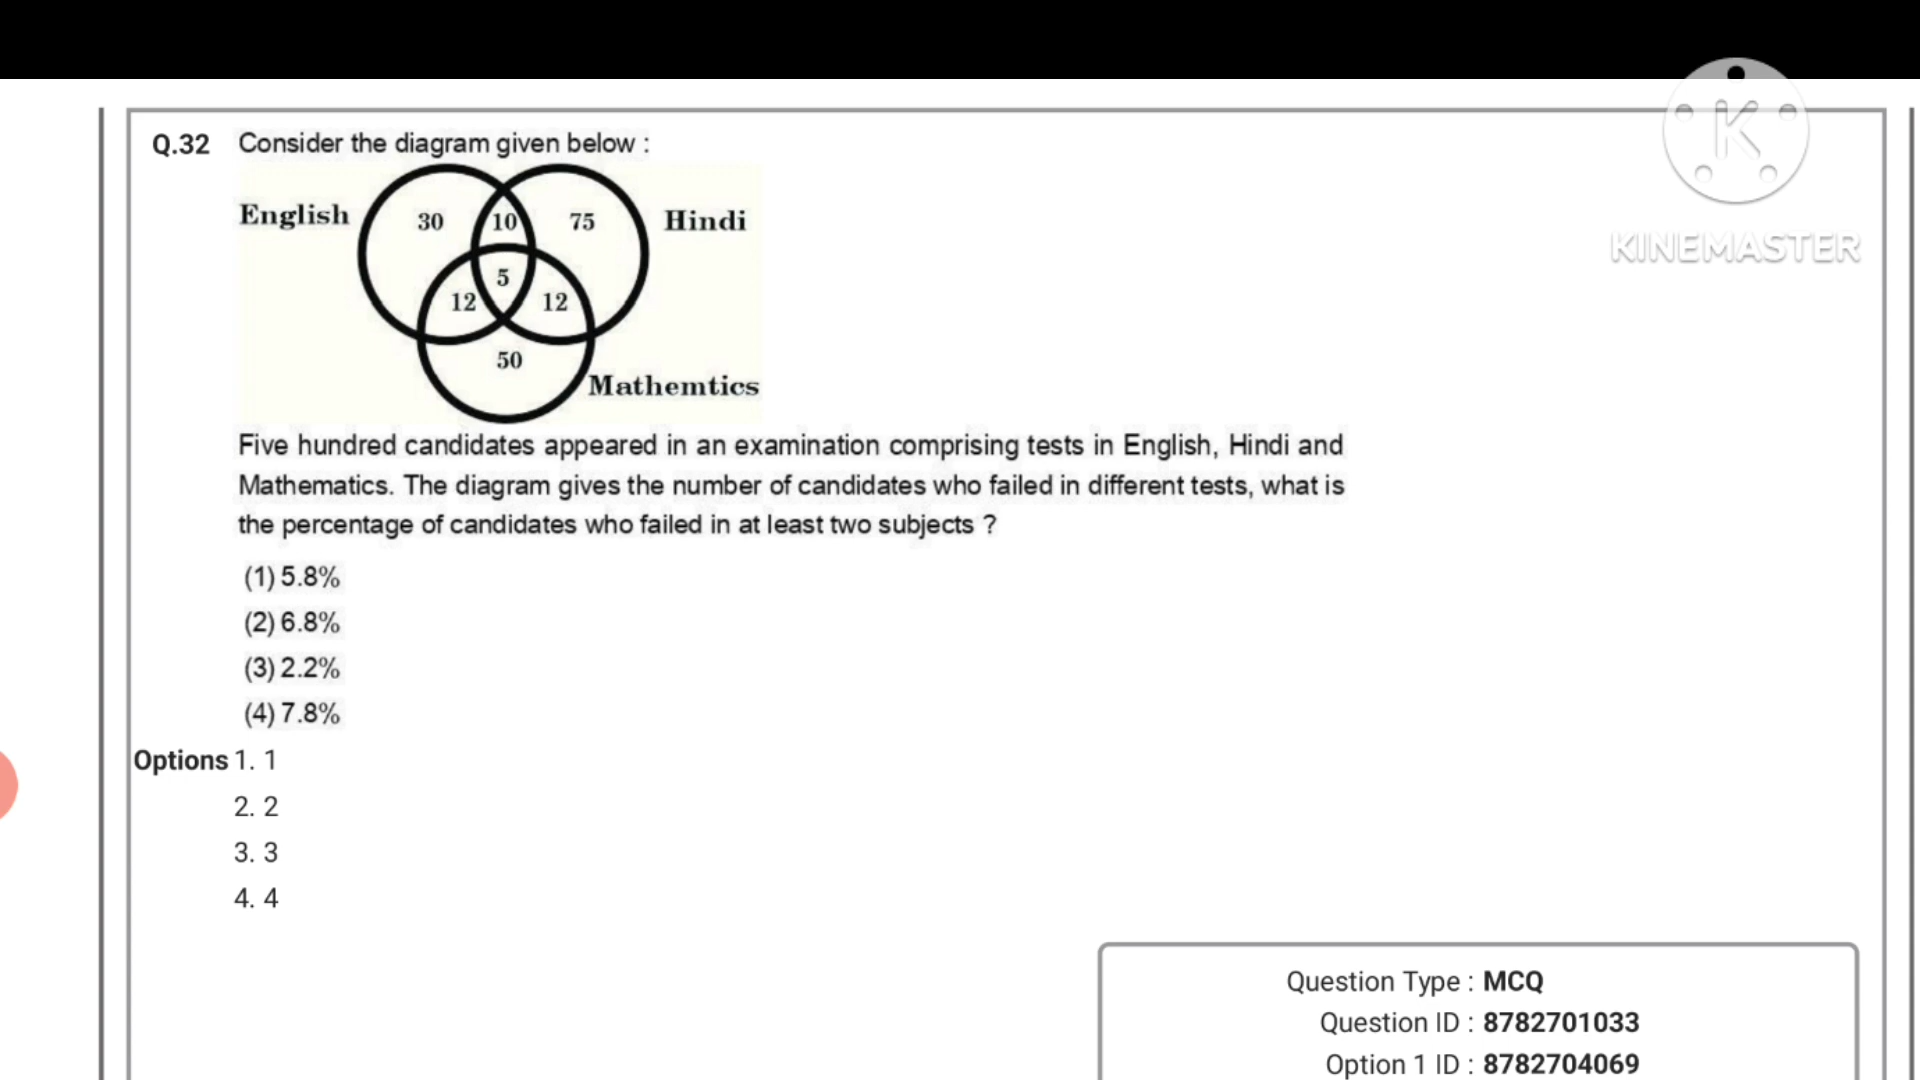 K
KINEMASTER
Q.32 Consider the diagram given below :
English 30 10 75 Hindi
5
12 12
50
Mathemtics
Five hundred candidates appeared in an examination comprising tests in English, Hindi and
Mathematics. The diagram gives the number of candidates who failed in different tests, what is
the percentage of candidates who failed in at least two subjects ?
(1) 5.8%
(2) 6.8%
(3) 2.2%
(4) 7.8%
Options 1. 1
2. 2
3. 3
4. 4
Question Type : MCQ
Question ID : 8782701033
Option 1 ID : 8782704069